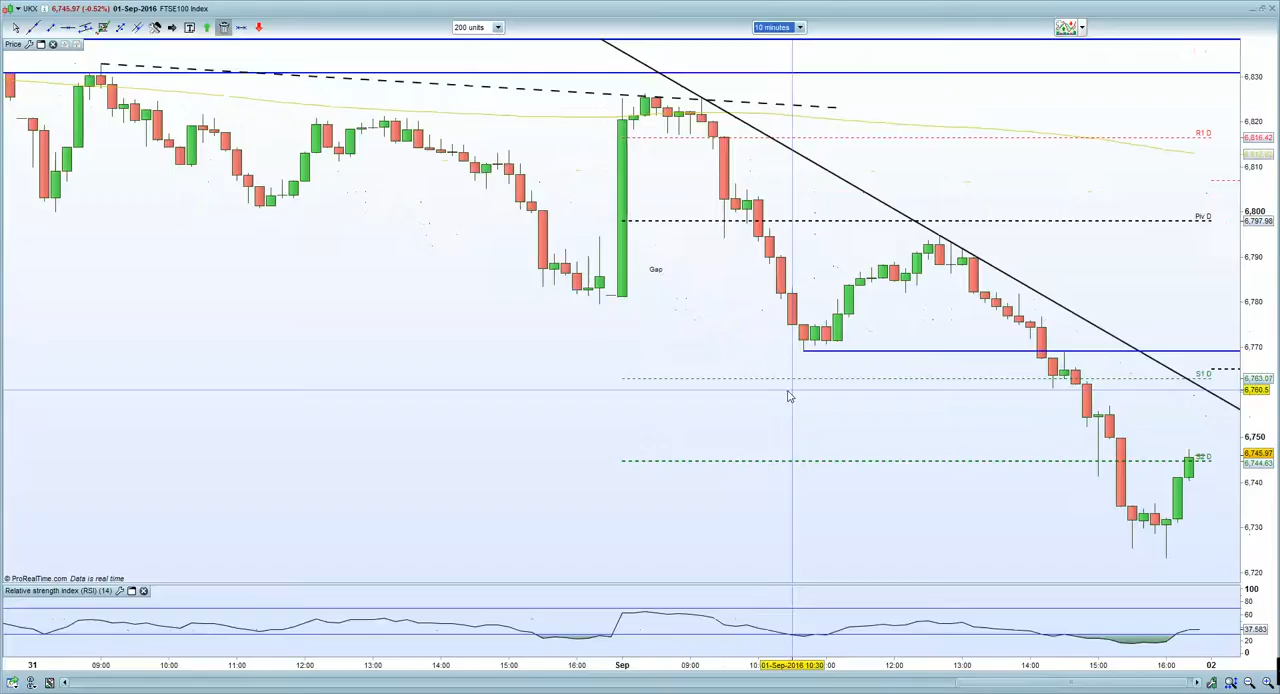 UKX 6,745.97 (-0.52%) 01-Sep-2016 FTSE100 Index
200 units 10 minutes
Price
6,830
6,820
R1 D 6,816.42
6,810
6,800
Piv D 6,797.98
6,790
Gap
6,780
6,770
S1 D 6,763.07
6,760.5
6,750
6,745.97
S2 D 6,744.63
6,740
6,730
6,720
© ProRealTime.com Data is real time
Relative strength index (RSI) (14)
100
80
60
37.583
20
0
31 09:00 10:00 11:00 12:00 13:00 14:00 15:00 16:00 Sep 09:00 10: 01-Sep-2016 10:30 :00 12:00 13:00 14:00 15:00 16:00 02